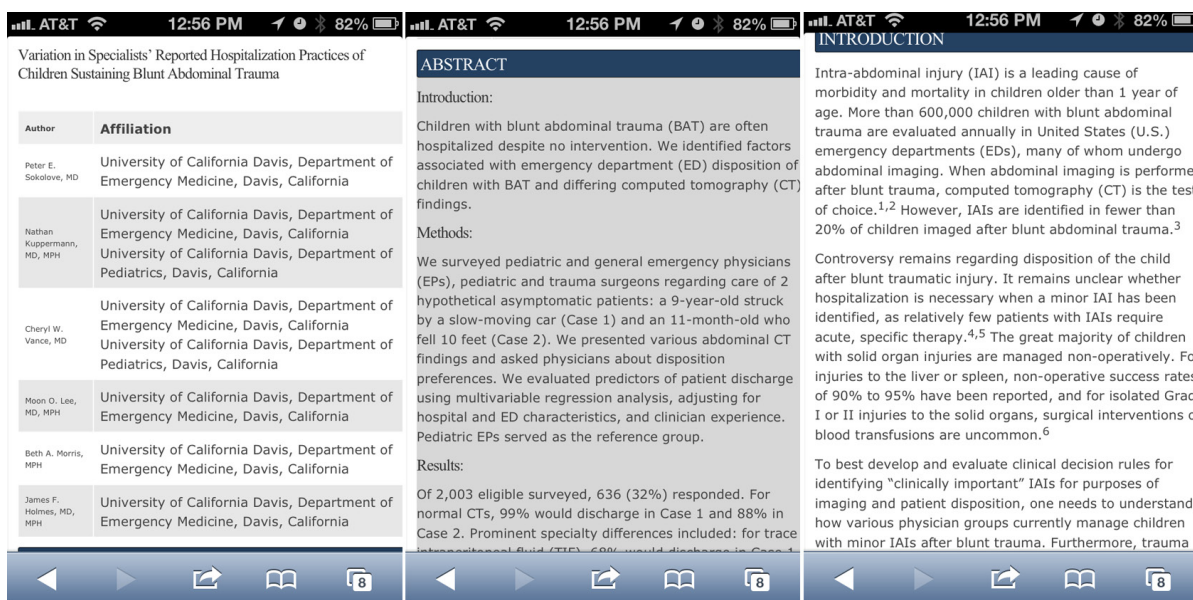 AT&T 12:56 PM 82%
Variation in Specialists' Reported Hospitalization Practices of
Children Sustaining Blunt Abdominal Trauma
Author Affiliation
Peter E.
Sokolove, MD
University of California Davis, Department of
Emergency Medicine, Davis, California
Nathan
Kuppermann,
MD, MPH
University of California Davis, Department of
Emergency Medicine, Davis, California
University of California Davis, Department of
Pediatrics, Davis, California
Cheryl W.
Vance, MD
University of California Davis, Department of
Emergency Medicine, Davis, California
University of California Davis, Department of
Pediatrics, Davis, California
Moon O. Lee,
MD, MPH
University of California Davis, Department of
Emergency Medicine, Davis, California
Beth A. Morris,
MPH
University of California Davis, Department of
Emergency Medicine, Davis, California
James F.
Holmes, MD,
MPH
University of California Davis, Department of
Emergency Medicine, Davis, California
8
AT&T 12:56 PM 82%
ABSTRACT
Introduction:
Children with blunt abdominal trauma (BAT) are often
hospitalized despite no intervention. We identified factors
associated with emergency department (ED) disposition of
children with BAT and differing computed tomography (CT)
findings.
Methods:
We surveyed pediatric and general emergency physicians
(EPs), pediatric and trauma surgeons regarding care of 2
hypothetical asymptomatic patients: a 9-year-old struck
by a slow-moving car (Case 1) and an 11-month-old who
fell 10 feet (Case 2). We presented various abdominal CT
findings and asked physicians about disposition
preferences. We evaluated predictors of patient discharge
using multivariable regression analysis, adjusting for
hospital and ED characteristics, and clinician experience.
Pediatric EPs served as the reference group.
Results:
Of 2,003 eligible surveyed, 636 (32%) responded. For
normal CTs, 99% would discharge in Case 1 and 88% in
Case 2. Prominent specialty differences included: for trace
intraperitoneal fluid (TIF), 68% would discharge in Case 1
8
AT&T 12:56 PM 82%
INTRODUCTION
Intra-abdominal injury (IAI) is a leading cause of
morbidity and mortality in children older than 1 year of
age. More than 600,000 children with blunt abdominal
trauma are evaluated annually in United States (U.S.)
emergency departments (EDs), many of whom undergo
abdominal imaging. When abdominal imaging is performe
after blunt trauma, computed tomography (CT) is the test
of choice.1,2 However, IAIs are identified in fewer than
20% of children imaged after blunt abdominal trauma.3
Controversy remains regarding disposition of the child
after blunt traumatic injury. It remains unclear whether
hospitalization is necessary when a minor IAI has been
identified, as relatively few patients with IAIs require
acute, specific therapy.4,5 The great majority of children
with solid organ injuries are managed non-operatively. Fo
injuries to the liver or spleen, non-operative success rates
of 90% to 95% have been reported, and for isolated Grad
I or II injuries to the solid organs, surgical interventions o
blood transfusions are uncommon.6
To best develop and evaluate clinical decision rules for
identifying "clinically important" IAIs for purposes of
imaging and patient disposition, one needs to understand
how various physician groups currently manage children
with minor IAIs after blunt trauma. Furthermore, trauma
8